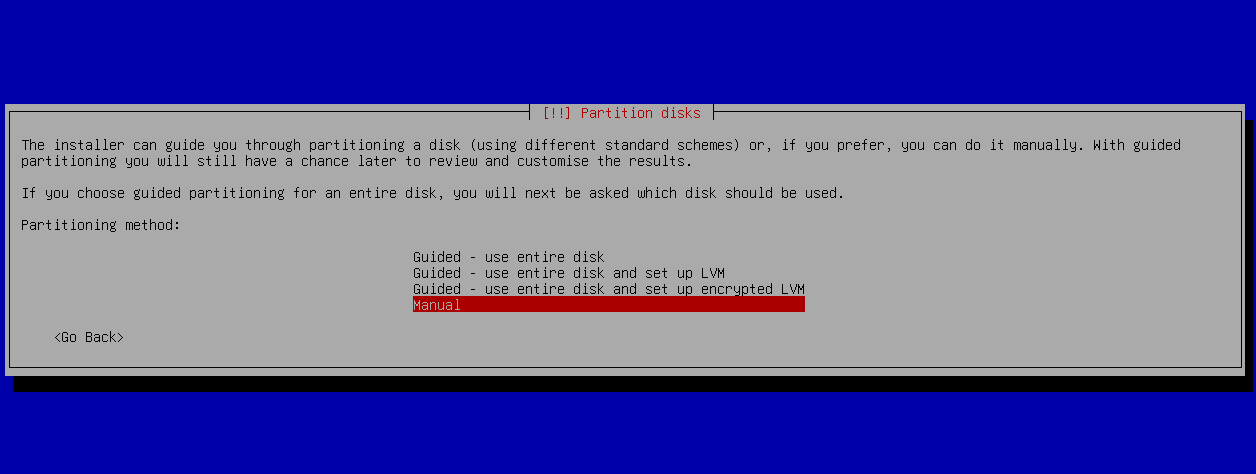 [!!] Partition disks
The installer can guide you through partitioning a disk (using different standard schemes) or, if you prefer, you can do it manually. With guided
partitioning you will still have a chance later to review and customise the results.
If you choose guided partitioning for an entire disk, you will next be asked which disk should be used.
Partitioning method:
Guided - use entire disk
Guided - use entire disk and set up LVM
Guided - use entire disk and set up encrypted LVM
Manual
<Go Back>